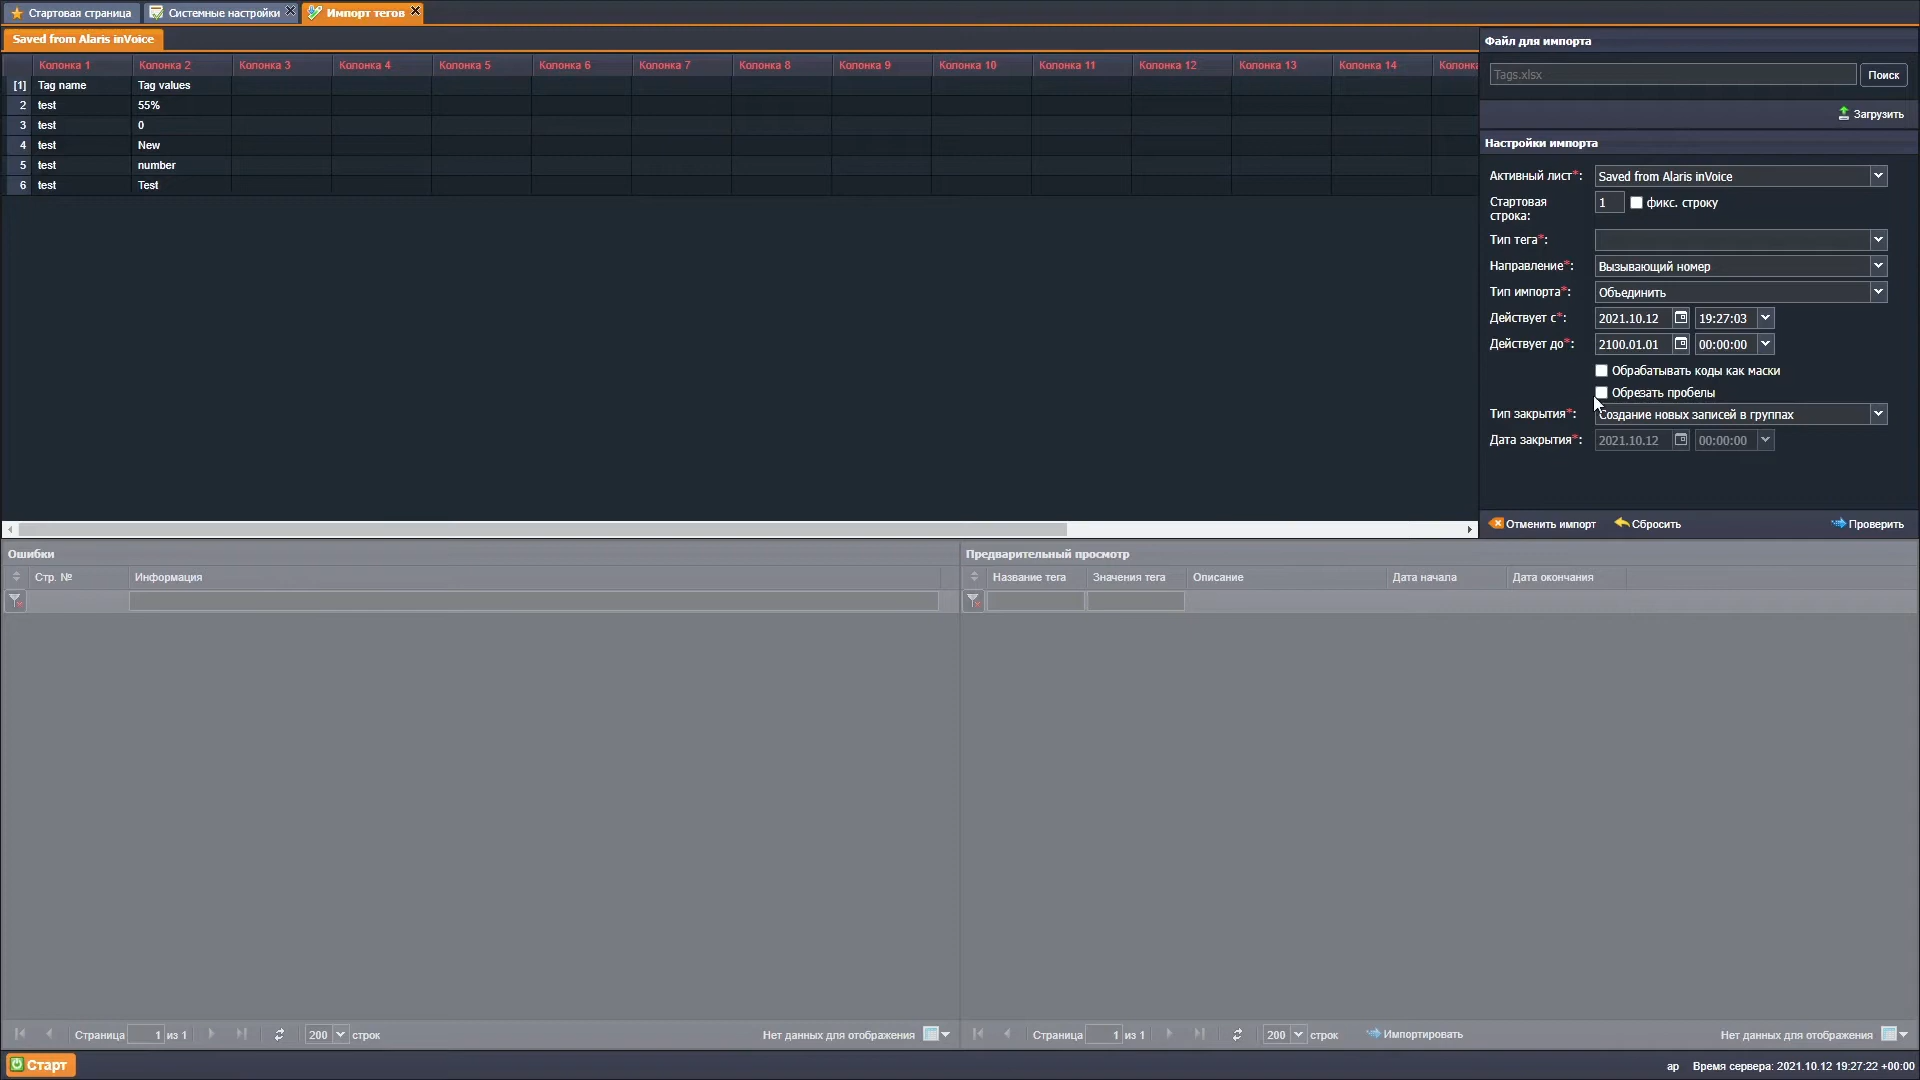 Стартовая страница
Системные настройки
Импорт тегов
Saved from Alaris inVoice
Колонка 1 Колонка 2 Колонка 3 Колонка 4 Колонка 5 Колонка 6 Колонка 7 Колонка 8 Колонка 9 Колонка 10 Колонка 11 Колонка 12 Колонка 13 Колонка 14 Колонка
[1] Tag name Tag values
2 test 55%
3 test 0
4 test New
5 test number
6 test Test
Файл для импорта
Tags.xlsx Поиск
Загрузить
Настройки импорта
Активный лист*: Saved from Alaris inVoice
Стартовая строка: 1 фикс. строку
Тип тега*:
Направление*: Вызывающий номер
Тип импорта*: Объединить
Действует с*: 2021.10.12 19:27:03
Действует до*: 2100.01.01 00:00:00
Обрабатывать коды как маски
Обрезать пробелы
Тип закрытия*: Создание новых записей в группах
Дата закрытия*: 2021.10.12 00:00:00
Отменить импорт Сбросить Проверить
Ошибки
Стр. № Информация
Страница 1 из 1 200 строк Нет данных для отображения
Предварительный просмотр
Название тега Значения тега Описание Дата начала Дата окончания
Страница 1 из 1 200 строк Импортировать Нет данных для отображения
Старт
ap Время сервера: 2021.10.12 19:27:22 +00:00